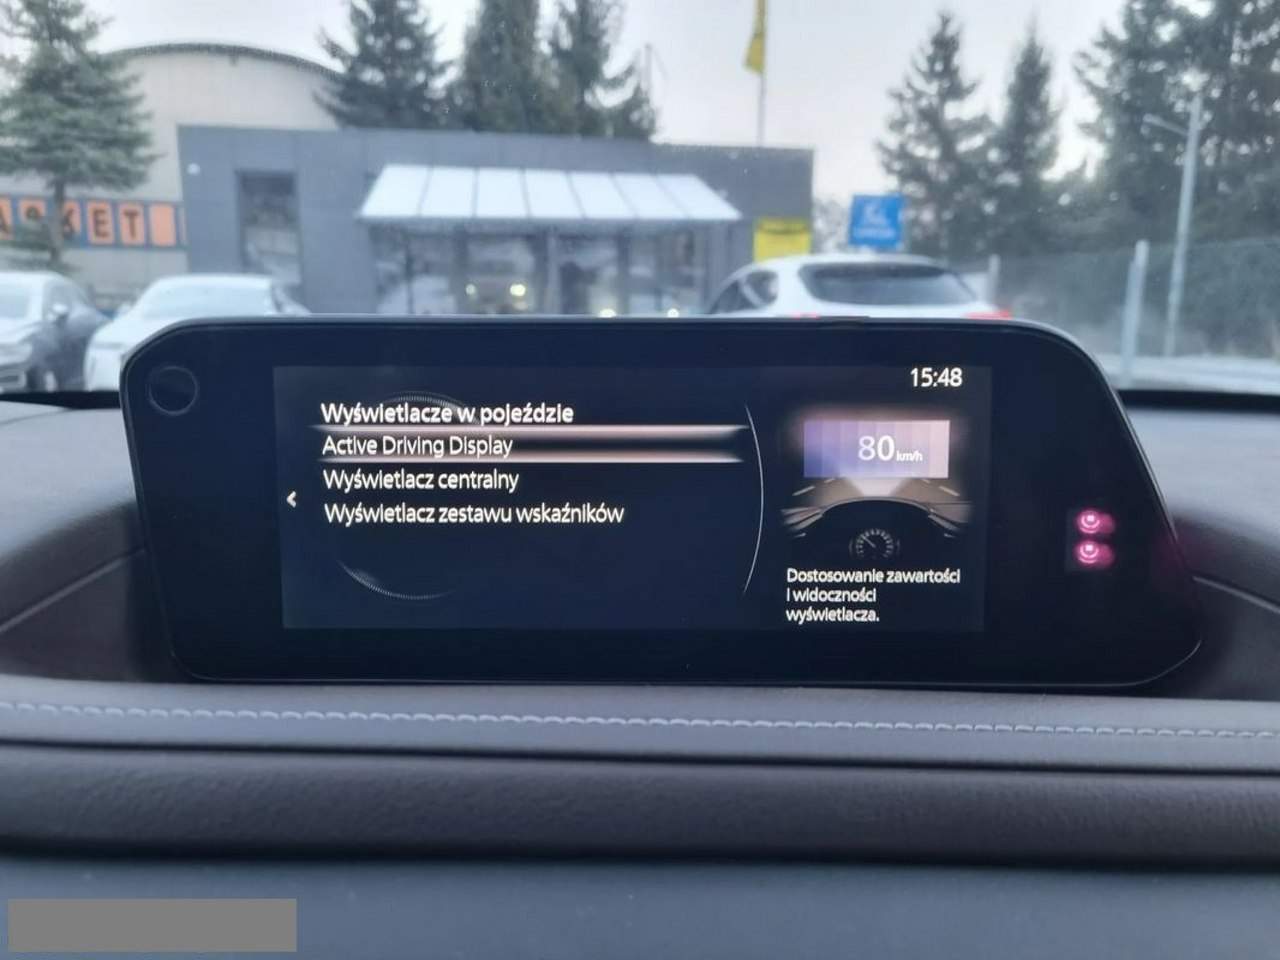 15:48
Wyświetlacze w pojeździe
Active Driving Display
Wyświetlacz centralny
Wyświetlacz zestawu wskaźników
80 km/h
Dostosowanie zawartości
i widoczności
wyświetlacza.